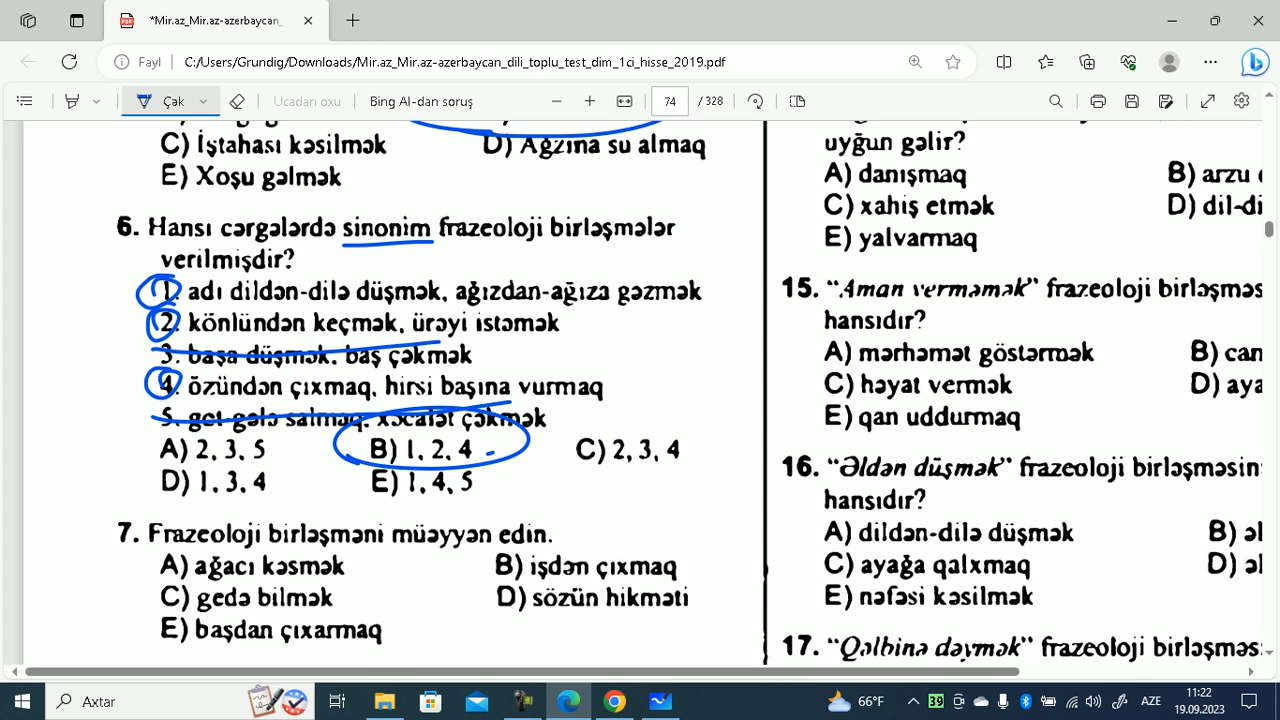 *Mir.az_Mir.az-azerbaycan_
Fayl C:/Users/Grundig/Downloads/Mir.az_Mir.az-azerbaycan_dili_toplu_test_dim_1ci_hisse_2019.pdf
Çək Ucadan oxu Bing AI-dan soruş 74 / 328
C) İştahası kəsilmək D) Ağzına su almaq
E) Xoşu gəlmək
6. Hansı cərgələrdə sinonim frazeoloji birləşmələr
verilmişdir?
1. adı dildən-dilə düşmək, ağızdan-ağıza gəzmək
2. könlündən keçmək, ürəyi istəmək
3. başa düşmək, baş çəkmək
4. özündən çıxmaq, hirsi başına vurmaq
5. get-gələ salmaq, xəcalət çəkmək
A) 2, 3, 5 B) 1, 2, 4 C) 2, 3, 4
D) 1, 3, 4 E) 1, 4, 5
7. Frazeoloji birləşməni müəyyən edin.
A) ağacı kəsmək B) işdən çıxmaq
C) gedə bilmək D) sözün hikməti
E) başdan çıxarmaq
uyğun gəlir?
A) danışmaq B) arzu
C) xahiş etmək D) dil-di
E) yalvarmaq
15. "Aman verməmək" frazeoloji birləşməs
hansıdır?
A) mərhəmət göstərmək B) can
C) həyat vermək D) aya
E) qan uddurmaq
16. "Əldən düşmək" frazeoloji birləşməsin
hansıdır?
A) dildən-dilə düşmək B) əl
C) ayağa qalxmaq D) əl
E) nəfəsi kəsilmək
17. "Qəlbinə dəymək" frazeoloji birləşməs
Axtar 66°F 39 AZE 11:22
19.09.2023